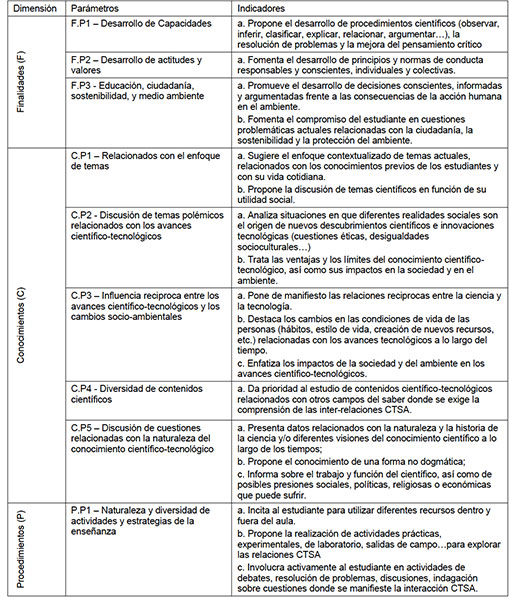 Dimensión Parámetros Indicadores
Finalidades (F)
F.P1 – Desarrollo de Capacidades
a. Propone el desarrollo de procedimientos científicos (observar,
inferir, clasificar, explicar, relacionar, argumentar…), la
resolución de problemas y la mejora del pensamiento crítico
F.P2 – Desarrollo de actitudes y
valores
a. Fomenta el desarrollo de principios y normas de conducta
responsables y conscientes, individuales y colectivas.
F.P3 - Educación, ciudadanía,
sostenibilidad, y medio ambiente
a. Promueve el desarrollo de decisiones conscientes, informadas
y argumentadas frente a las consecuencias de la acción humana
en el ambiente.
b. Fomenta el compromiso del estudiante en cuestiones
problemáticas actuales relacionadas con la ciudadanía, la
sostenibilidad y la protección del ambiente.
Conocimientos (C)
C.P1 – Relacionados con el enfoque
de temas
a. Sugiere el enfoque contextualizado de temas actuales,
relacionados con los conocimientos previos de los estudiantes y
con su vida cotidiana.
b. Propone la discusión de temas científicos en función de su
utilidad social.
C.P2 - Discusión de temas polémicos
relacionados con los avances
científico-tecnológicos
a. Analiza situaciones en que diferentes realidades sociales son
el origen de nuevos descubrimientos científicos e innovaciones
tecnológicas (cuestiones éticas, desigualdades
socioculturales…)
b. Trata las ventajas y los límites del conocimiento científico-
tecnológico, así como sus impactos en la sociedad y en el
ambiente.
C.P3 – Influencia reciproca entre los
avances científico-tecnológicos y los
cambios socio-ambientales
a. Pone de manifiesto las relaciones reciprocas entre la ciencia y
la tecnología.
b. Destaca los cambios en las condiciones de vida de las
personas (hábitos, estilo de vida, creación de nuevos recursos,
etc.) relacionadas con los avances tecnológicos a lo largo del
tiempo.
c. Enfatiza los impactos de la sociedad y del ambiente en los
avances científico-tecnológicos.
C.P4 - Diversidad de contenidos
científicos
a. Da prioridad al estudio de contenidos científico-tecnológicos
relacionados con otros campos del saber donde se exige la
comprensión de las inter-relaciones CTSA.
C.P5 – Discusión de cuestiones
relacionadas con la naturaleza del
conocimiento científico-tecnológico
a. Presenta datos relacionados con la naturaleza y la historia de
la ciencia y/o diferentes visiones del conocimiento científico a lo
largo de los tiempos;
b. Propone el conocimiento de una forma no dogmática;
c. Informa sobre el trabajo y función del científico, así como de
posibles presiones sociales, políticas, religiosas o económicas
que puede sufrir.
Procedimientos (P)
P.P1 – Naturaleza y diversidad de
actividades y estrategias de la
enseñanza
a. Incita al estudiante para utilizar diferentes recursos dentro y
fuera del aula.
b. Propone la realización de actividades prácticas,
experimentales, de laboratorio, salidas de campo…para explorar
las relaciones CTSA
c. Involucra activamente al estudiante en actividades de
debates, resolución de problemas, discusiones, indagación
sobre cuestiones donde se manifieste la interacción CTSA.